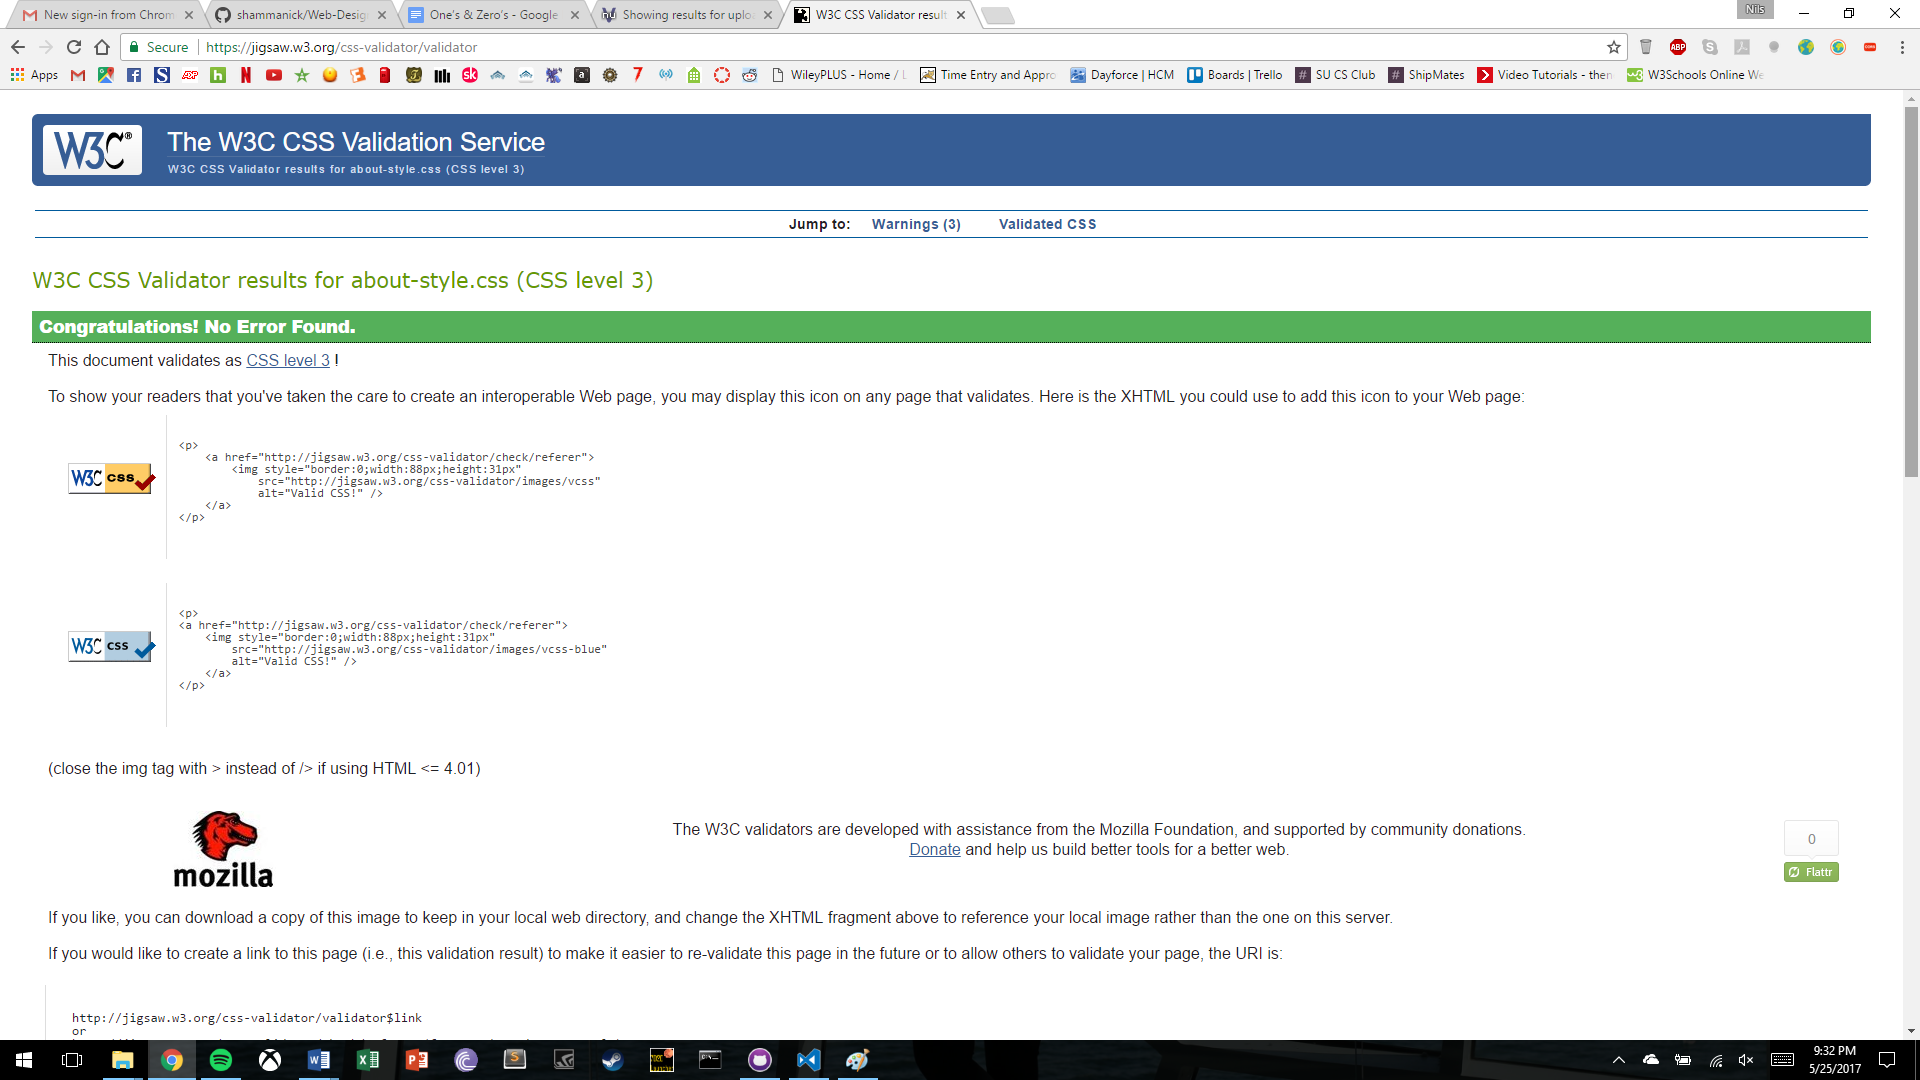 New sign-in from Chrom
shammanick/Web-Desig
One's & Zero's - Google
Showing results for uplo
W3C CSS Validator result
Nils
Secure
https://jigsaw.w3.org/css-validator/validator
Apps
WileyPLUS - Home / L
Time Entry and Appro
Dayforce | HCM
Boards | Trello
SU CS Club
ShipMates
Video Tutorials - then
W3Schools Online We
W3C®
The W3C CSS Validation Service
W3C CSS Validator results for about-style.css (CSS level 3)
Jump to: Warnings (3) Validated CSS
W3C CSS Validator results for about-style.css (CSS level 3)
Congratulations! No Error Found.
This document validates as CSS level 3 !
To show your readers that you've taken the care to create an interoperable Web page, you may display this icon on any page that validates. Here is the XHTML you could use to add this icon to your Web page:
W3C css
<p>
<a href="http://jigsaw.w3.org/css-validator/check/referer">
<img style="border:0;width:88px;height:31px"
src="http://jigsaw.w3.org/css-validator/images/vcss"
alt="Valid CSS!" />
</a>
</p>
W3C css
<p>
<a href="http://jigsaw.w3.org/css-validator/check/referer">
<img style="border:0;width:88px;height:31px"
src="http://jigsaw.w3.org/css-validator/images/vcss-blue"
alt="Valid CSS!" />
</a>
</p>
(close the img tag with > instead of /> if using HTML <= 4.01)
mozilla
The W3C validators are developed with assistance from the Mozilla Foundation, and supported by community donations.
Donate and help us build better tools for a better web.
0
Flattr
If you like, you can download a copy of this image to keep in your local web directory, and change the XHTML fragment above to reference your local image rather than the one on this server.
If you would like to create a link to this page (i.e., this validation result) to make it easier to re-validate this page in the future or to allow others to validate your page, the URI is:
http://jigsaw.w3.org/css-validator/validator$link
or
9:32 PM
5/25/2017